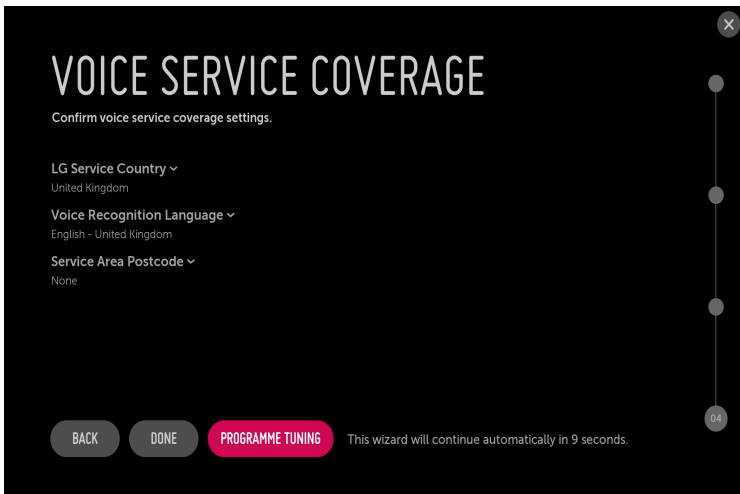 VOICE SERVICE COVERAGE
Confirm voice service coverage settings.
LG Service Country
United Kingdom
Voice Recognition Language
English - United Kingdom
Service Area Postcode
None
04
BACK DONE PROGRAMME TUNING This wizard will continue automatically in 9 seconds.